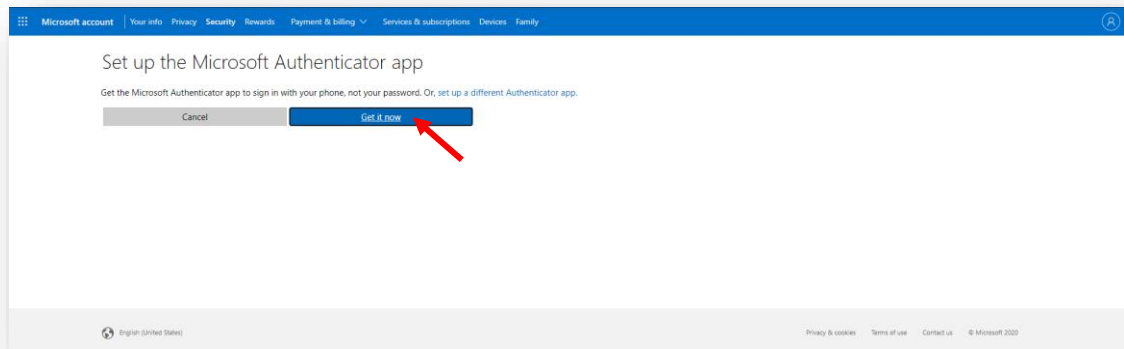 Microsoft account Your info Privacy Security Rewards Payment & billing Services & subscriptions Devices Family
Set up the Microsoft Authenticator app
Get the Microsoft Authenticator app to sign in with your phone, not your password. Or, set up a different Authenticator app.
Cancel Get it now
English (United States) Privacy & cookies Terms of use Contact us © Microsoft 2020